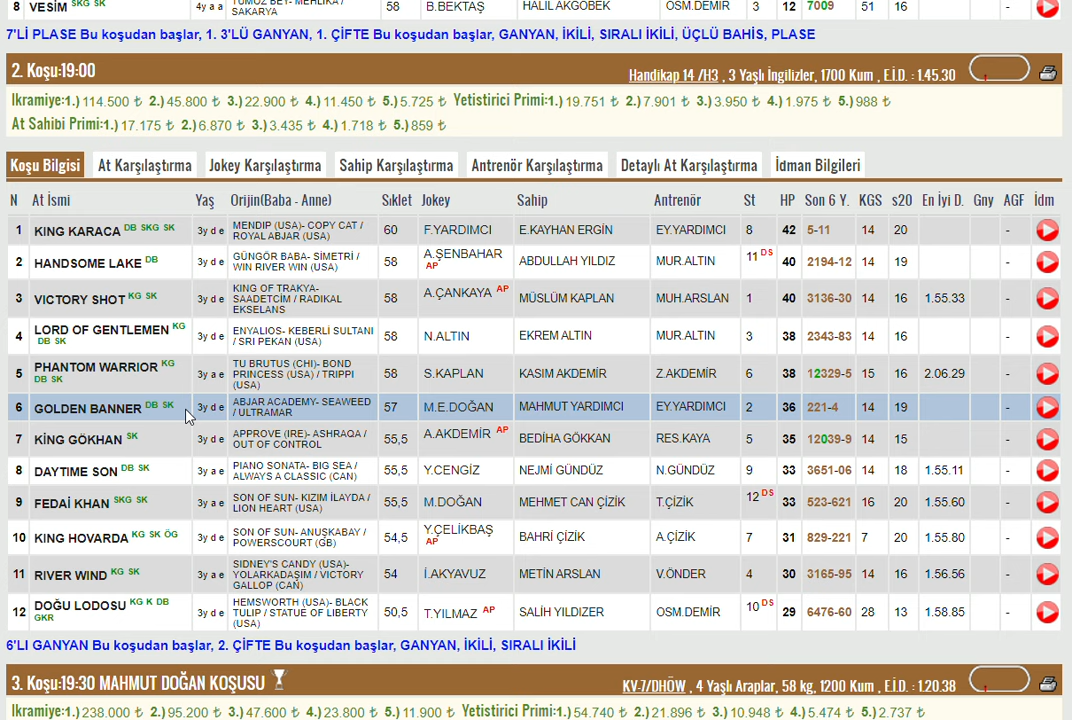 8 VESİM SKG SK 4y a a TUMÖZ BEY- MEHLİKA / SAKARYA 58 B.BEKTAŞ HALİL AKGÖBEK OSM.DEMİR 3 12 7009 51 16 -
7'Lİ PLASE Bu koşudan başlar, 1. 3'LÜ GANYAN, 1. ÇİFTE Bu koşudan başlar, GANYAN, İKİLİ, SIRALI İKİLİ, ÜÇLÜ BAHİS, PLASE
2. Koşu:19:00 Handikap 14 /H3 , 3 Yaşlı İngilizler, 1700 Kum , E.İ.D. : 1.45.30
İkramiye:1.) 114.500 ₺ 2.) 45.800 ₺ 3.) 22.900 ₺ 4.) 11.450 ₺ 5.) 5.725 ₺ Yetistirici Primi:1.) 19.751 ₺ 2.) 7.901 ₺ 3.) 3.950 ₺ 4.) 1.975 ₺ 5.) 988 ₺
At Sahibi Primi:1.) 17.175 ₺ 2.) 6.870 ₺ 3.) 3.435 ₺ 4.) 1.718 ₺ 5.) 859 ₺
Koşu Bilgisi At Karşılaştırma Jokey Karşılaştırma Sahip Karşılaştırma Antrenör Karşılaştırma Detaylı At Karşılaştırma İdman Bilgileri
N At İsmi Yaş Orijin(Baba - Anne) Sıklet Jokey Sahip Antrenör St HP Son 6 Y. KGS s20 En İyi D. Gny AGF İdm
1 KING KARACA DB SKG SK 3y d e MENDIP (USA)- COPY CAT / ROYAL ABJAR (USA) 60 F.YARDIMCI E.KAYHAN ERGİN EY.YARDIMCI 8 42 5-11 14 20 -
2 HANDSOME LAKE DB 3y d e GÜNGÖR BABA- SİMETRİ / WIN RIVER WIN (USA) 58 A.ŞENBAHAR AP ABDULLAH YILDIZ MUR.ALTIN 11 DS 40 2194-12 14 19 -
3 VICTORY SHOT KG SK 3y d e KING OF TRAKYA- SAADETCİM / RADIKAL EKSELANS 58 A.ÇANKAYA AP MÜSLÜM KAPLAN MUH.ARSLAN 1 40 3136-30 14 16 1.55.33 -
4 LORD OF GENTLEMEN KG DB SK 3y d e ENYALIOS- KEBERLİ SULTANI / SRI PEKAN (USA) 58 N.ALTIN EKREM ALTIN MUR.ALTIN 3 38 2343-83 14 16 -
5 PHANTOM WARRIOR KG DB SK 3y a e TU BRUTUS (CHI)- BOND PRINCESS (USA) / TRIPPI (USA) 58 S.KAPLAN KASIM AKDEMİR Z.AKDEMİR 6 38 12329-5 15 16 2.06.29 -
6 GOLDEN BANNER DB SK 3y d e ABJAR ACADEMY- SEAWEED / ULTRAMAR 57 M.E.DOĞAN MAHMUT YARDIMCI EY.YARDIMCI 2 36 221-4 14 19 -
7 KİNG GÖKHAN SK 3y d e APPROVE (IRE)- ASHRAQA / OUT OF CONTROL 55,5 A.AKDEMİR AP BEDİHA GÖKKAN RES.KAYA 5 35 12039-9 14 15 -
8 DAYTIME SON DB SK 3y a e PIANO SONATA- BIG SEA / ALWAYS A CLASSIC (CAN) 55,5 Y.CENGİZ NEJMİ GÜNDÜZ N.GÜNDÜZ 9 33 3651-06 14 18 1.55.11 -
9 FEDAİ KHAN SKG SK 3y a e SON OF SUN- KIZIM İLAYDA / LION HEART (USA) 55,5 M.DOĞAN MEHMET CAN ÇİZİK T.ÇİZİK 12 DS 33 523-621 16 20 1.55.60 -
10 KING HOVARDA KG SK ÖG 3y d e SON OF SUN- ANUŞKABAY / POWERSCOURT (GB) 54,5 Y.ÇELİKBAŞ AP BAHRİ ÇİZİK A.ÇİZİK 7 31 829-221 7 20 1.55.80 -
11 RIVER WIND KG SK 3y a e SIDNEY'S CANDY (USA)- YOLARKADAŞIM / VICTORY GALLOP (CAN) 54 İ.AKYAVUZ METİN ARSLAN V.ÖNDER 4 30 3165-95 14 16 1.56.56 -
12 DOĞU LODOSU KG K DB GKR 3y d e HEMSWORTH (USA)- BLACK TULIP / STATUE OF LIBERTY (USA) 50,5 T.YILMAZ AP SALİH YILDIZER OSM.DEMİR 10 DS 29 6476-60 28 13 1.58.85 -
6'LI GANYAN Bu koşudan başlar, 2. ÇİFTE Bu koşudan başlar, GANYAN, İKİLİ, SIRALI İKİLİ
3. Koşu:19:30 MAHMUT DOĞAN KOŞUSU KV-7/DHÖW , 4 Yaşlı Araplar, 58 kg, 1200 Kum , E.İ.D. : 1.20.38
İkramiye:1.) 238.000 ₺ 2.) 95.200 ₺ 3.) 47.600 ₺ 4.) 23.800 ₺ 5.) 11.900 ₺ Yetistirici Primi:1.) 54.740 ₺ 2.) 21.896 ₺ 3.) 10.948 ₺ 4.) 5.474 ₺ 5.) 2.737 ₺